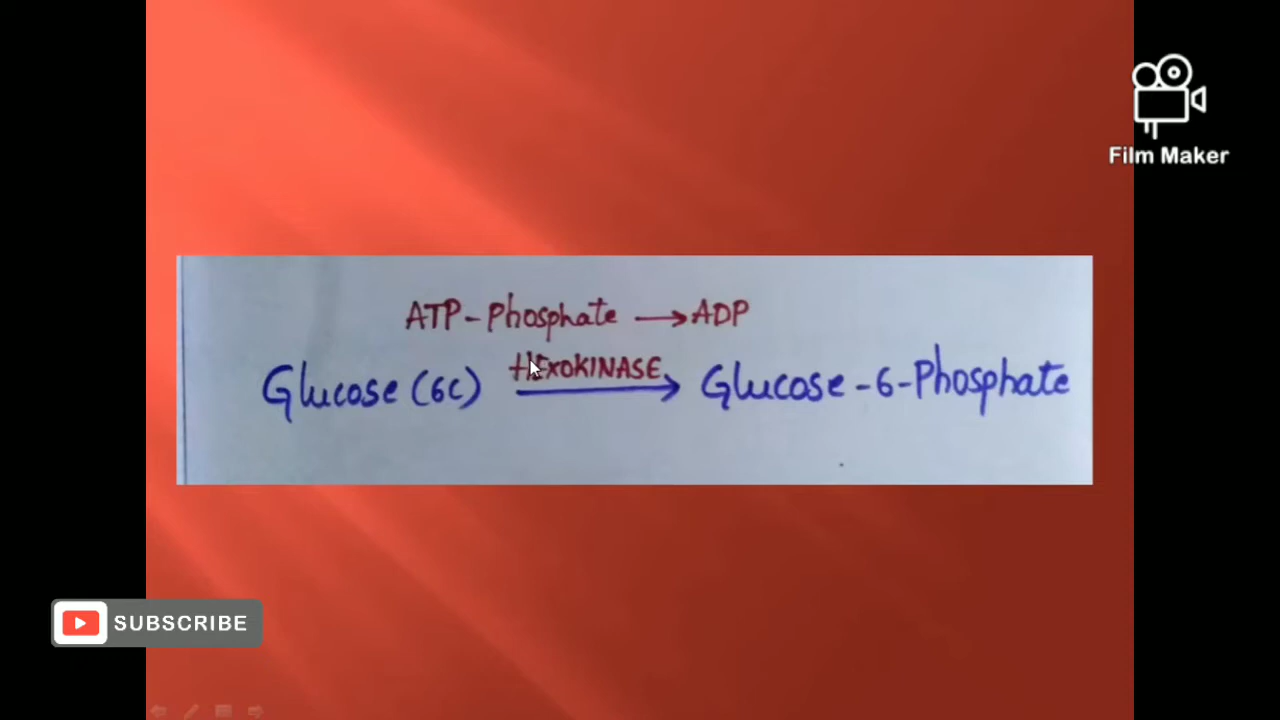 Film Maker
ATP-Phosphate → ADP
HEXOKINASE
Glucose (6C) → Glucose-6-Phosphate
SUBSCRIBE